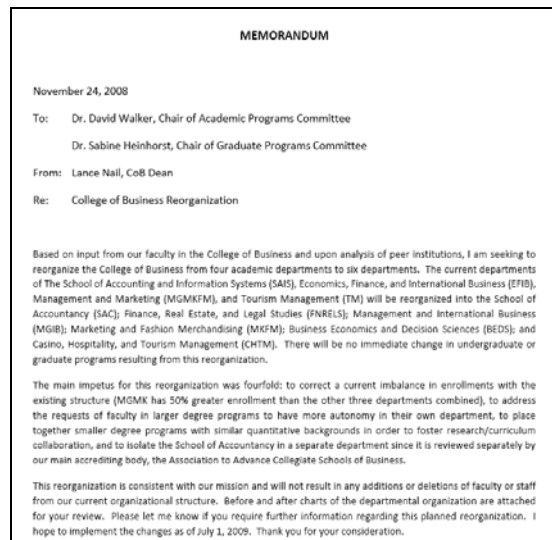 MEMORANDUM
November 24, 2008
To: Dr. David Walker, Chair of Academic Programs Committee
Dr. Sabine Heinhorst, Chair of Graduate Programs Committee
From: Lance Nail, CoB Dean
Re: College of Business Reorganization
Based on input from our faculty in the College of Business and upon analysis of peer institutions, I am seeking to
reorganize the College of Business from four academic departments to six departments. The current departments
of The School of Accounting and Information Systems (SAIS), Economics, Finance, and International Business (EFIB),
Management and Marketing (MGMKFM), and Tourism Management (TM) will be reorganized into the School of
Accountancy (SAC); Finance, Real Estate, and Legal Studies (FNRELS); Management and International Business
(MGIB); Marketing and Fashion Merchandising (MKFM); Business Economics and Decision Sciences (BEDS); and
Casino, Hospitality, and Tourism Management (CHTM). There will be no immediate change in undergraduate or
graduate programs resulting from this reorganization.
The main impetus for this reorganization was fourfold: to correct a current imbalance in enrollments with the
existing structure (MGMK has 50% greater enrollment than the other three departments combined), to address
the requests of faculty in larger degree programs to have more autonomy in their own department, to place
together smaller degree programs with similar quantitative backgrounds in order to foster research/curriculum
collaboration, and to isolate the School of Accountancy in a separate department since it is reviewed separately by
our main accrediting body, the Association to Advance Collegiate Schools of Business.
This reorganization is consistent with our mission and will not result in any additions or deletions of faculty or staff
from our current organizational structure. Before and after charts of the departmental organization are attached
for your review. Please let me know if you require further information regarding this planned reorganization. I
hope to implement the changes as of July 1, 2009. Thank you for your consideration.